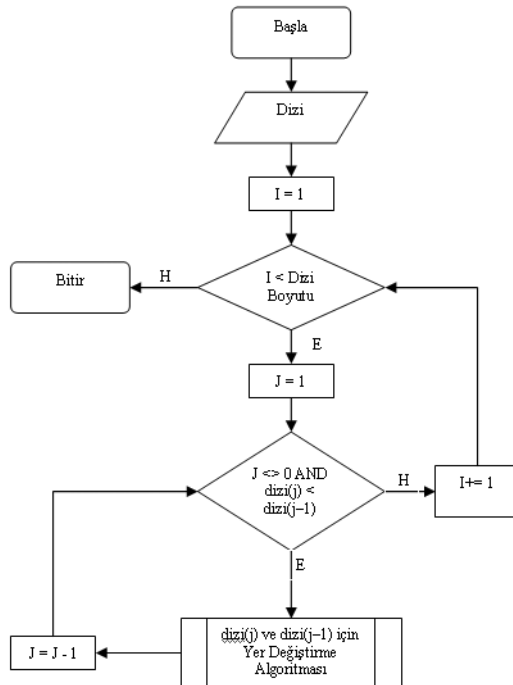 Başla
Dizi
I = 1
I < Dizi
Boyutu
H
Bitir
E
J = 1
J <> 0 AND
dizi(j) <
dizi(j–1)
H
I+= 1
E
dizi(j) ve dizi(j–1) için
Yer Değiştirme
Algoritması
J = J - 1